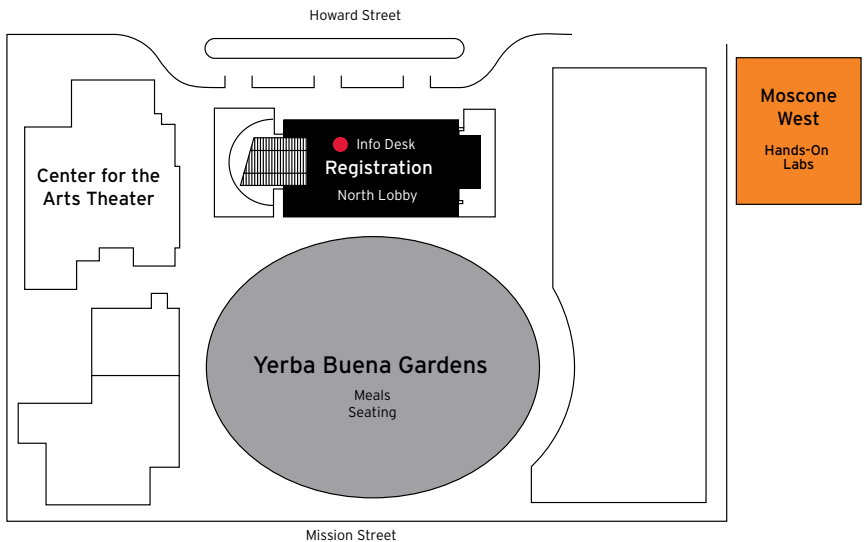 Howard Street
Moscone
West
Hands-On
Labs
Info Desk
Registration
North Lobby
Center for the
Arts Theater
Yerba Buena Gardens
Meals
Seating
Mission Street